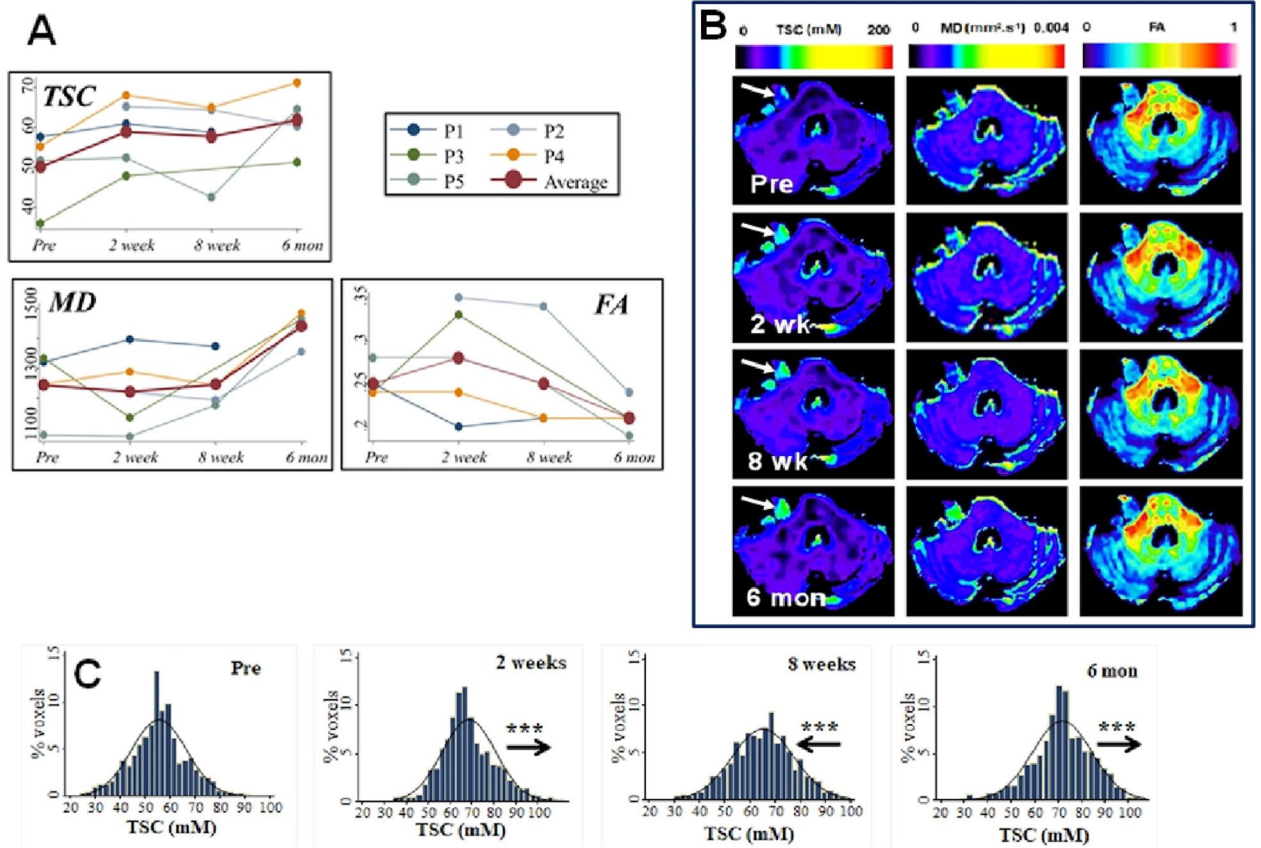 A
TSC
70
60
50
40
Pre 2 week 8 week 6 mon
P1 P2
P3 P4
P5 Average
MD
1500
1300
1100
Pre 2 week 8 week 6 mon
FA
.35
.3
.25
.2
Pre 2 week 8 week 6 mon
B
0 TSC (mM) 200
0 MD (mm².s¹) 0.004
0 FA 1
Pre
2 wk
8 wk
6 mon
C
Pre
% voxels
15
10
5
0
20 30 40 50 60 70 80 90 100
TSC (mM)
2 weeks
***
% voxels
15
10
5
0
20 30 40 50 60 70 80 90 100
TSC (mM)
8 weeks
***
% voxels
15
10
5
0
20 30 40 50 60 70 80 90 100
TSC (mM)
6 mon
***
% voxels
15
10
5
0
20 30 40 50 60 70 80 90 100
TSC (mM)